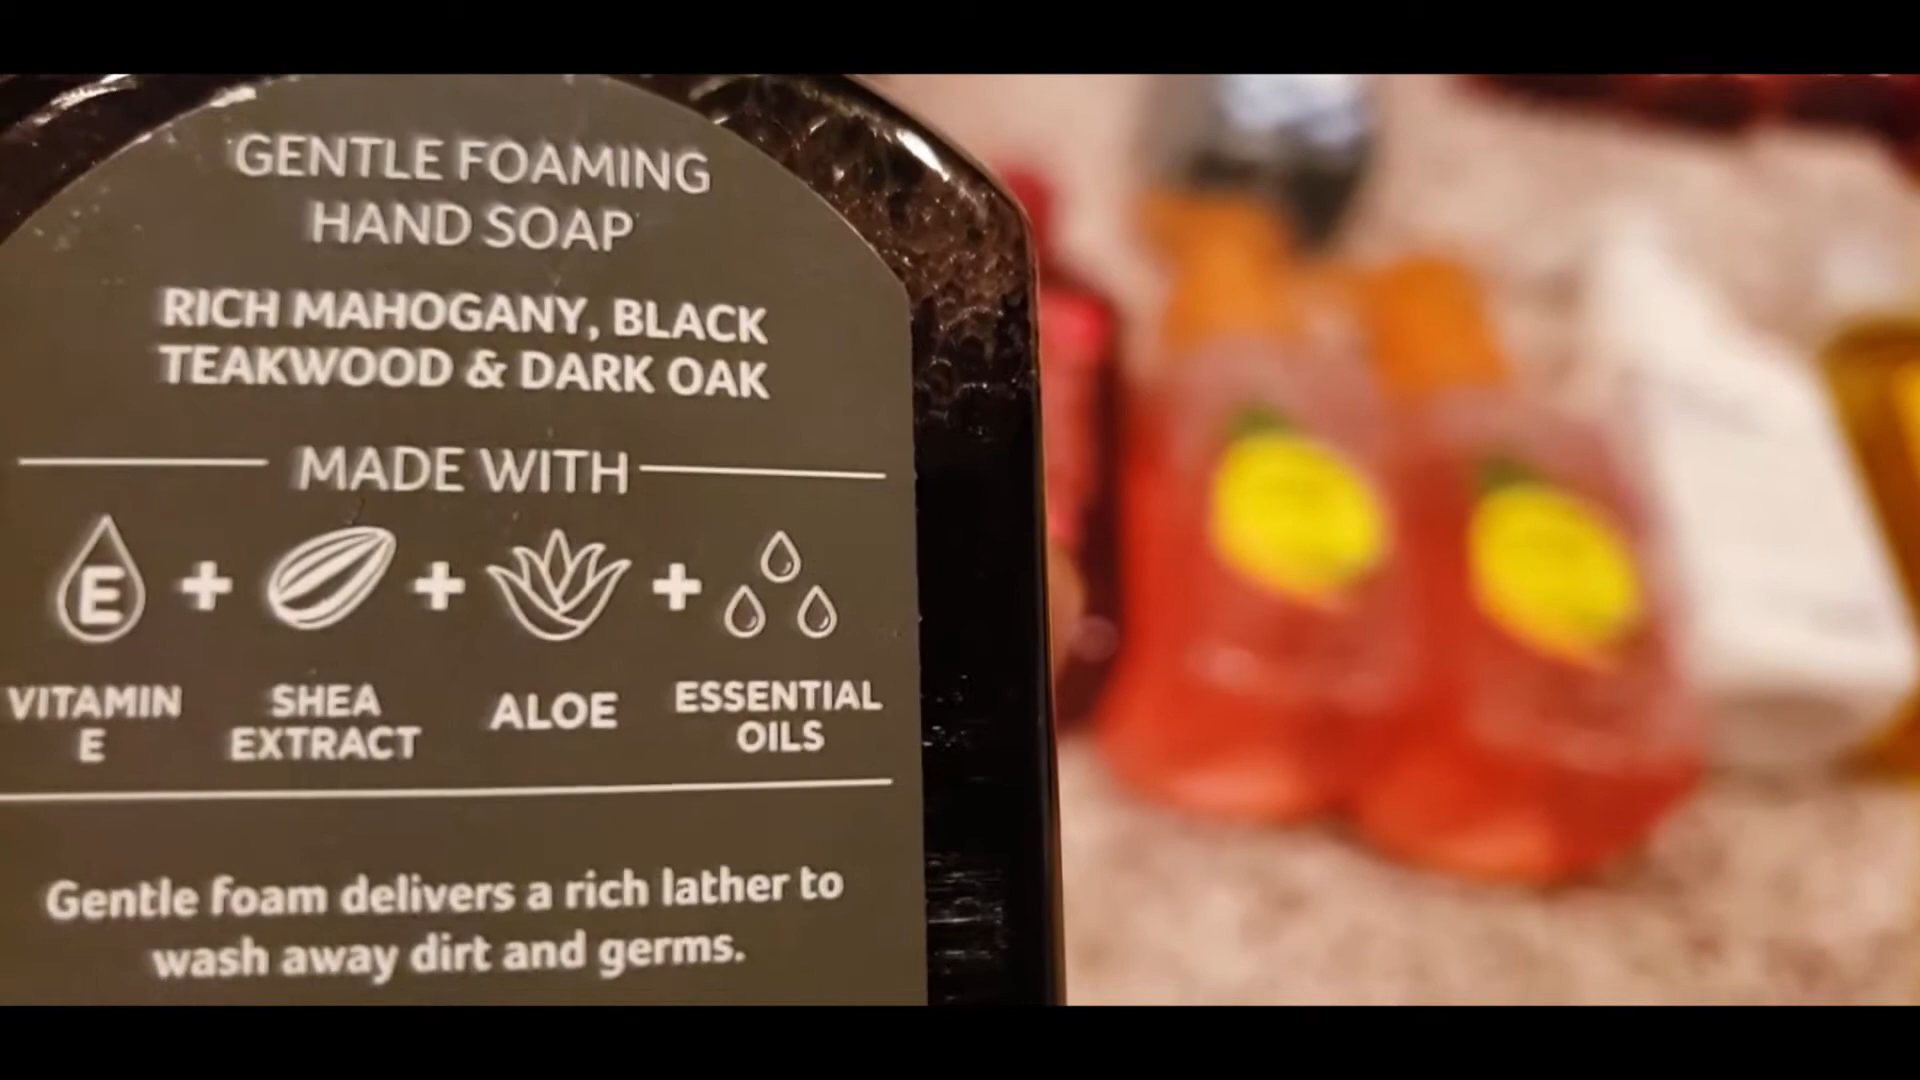 GENTLE FOAMING
HAND SOAP
RICH MAHOGANY, BLACK
TEAKWOOD & DARK OAK
MADE WITH
E + + +
VITAMIN E
SHEA EXTRACT
ALOE
ESSENTIAL OILS
Gentle foam delivers a rich lather to
wash away dirt and germs.